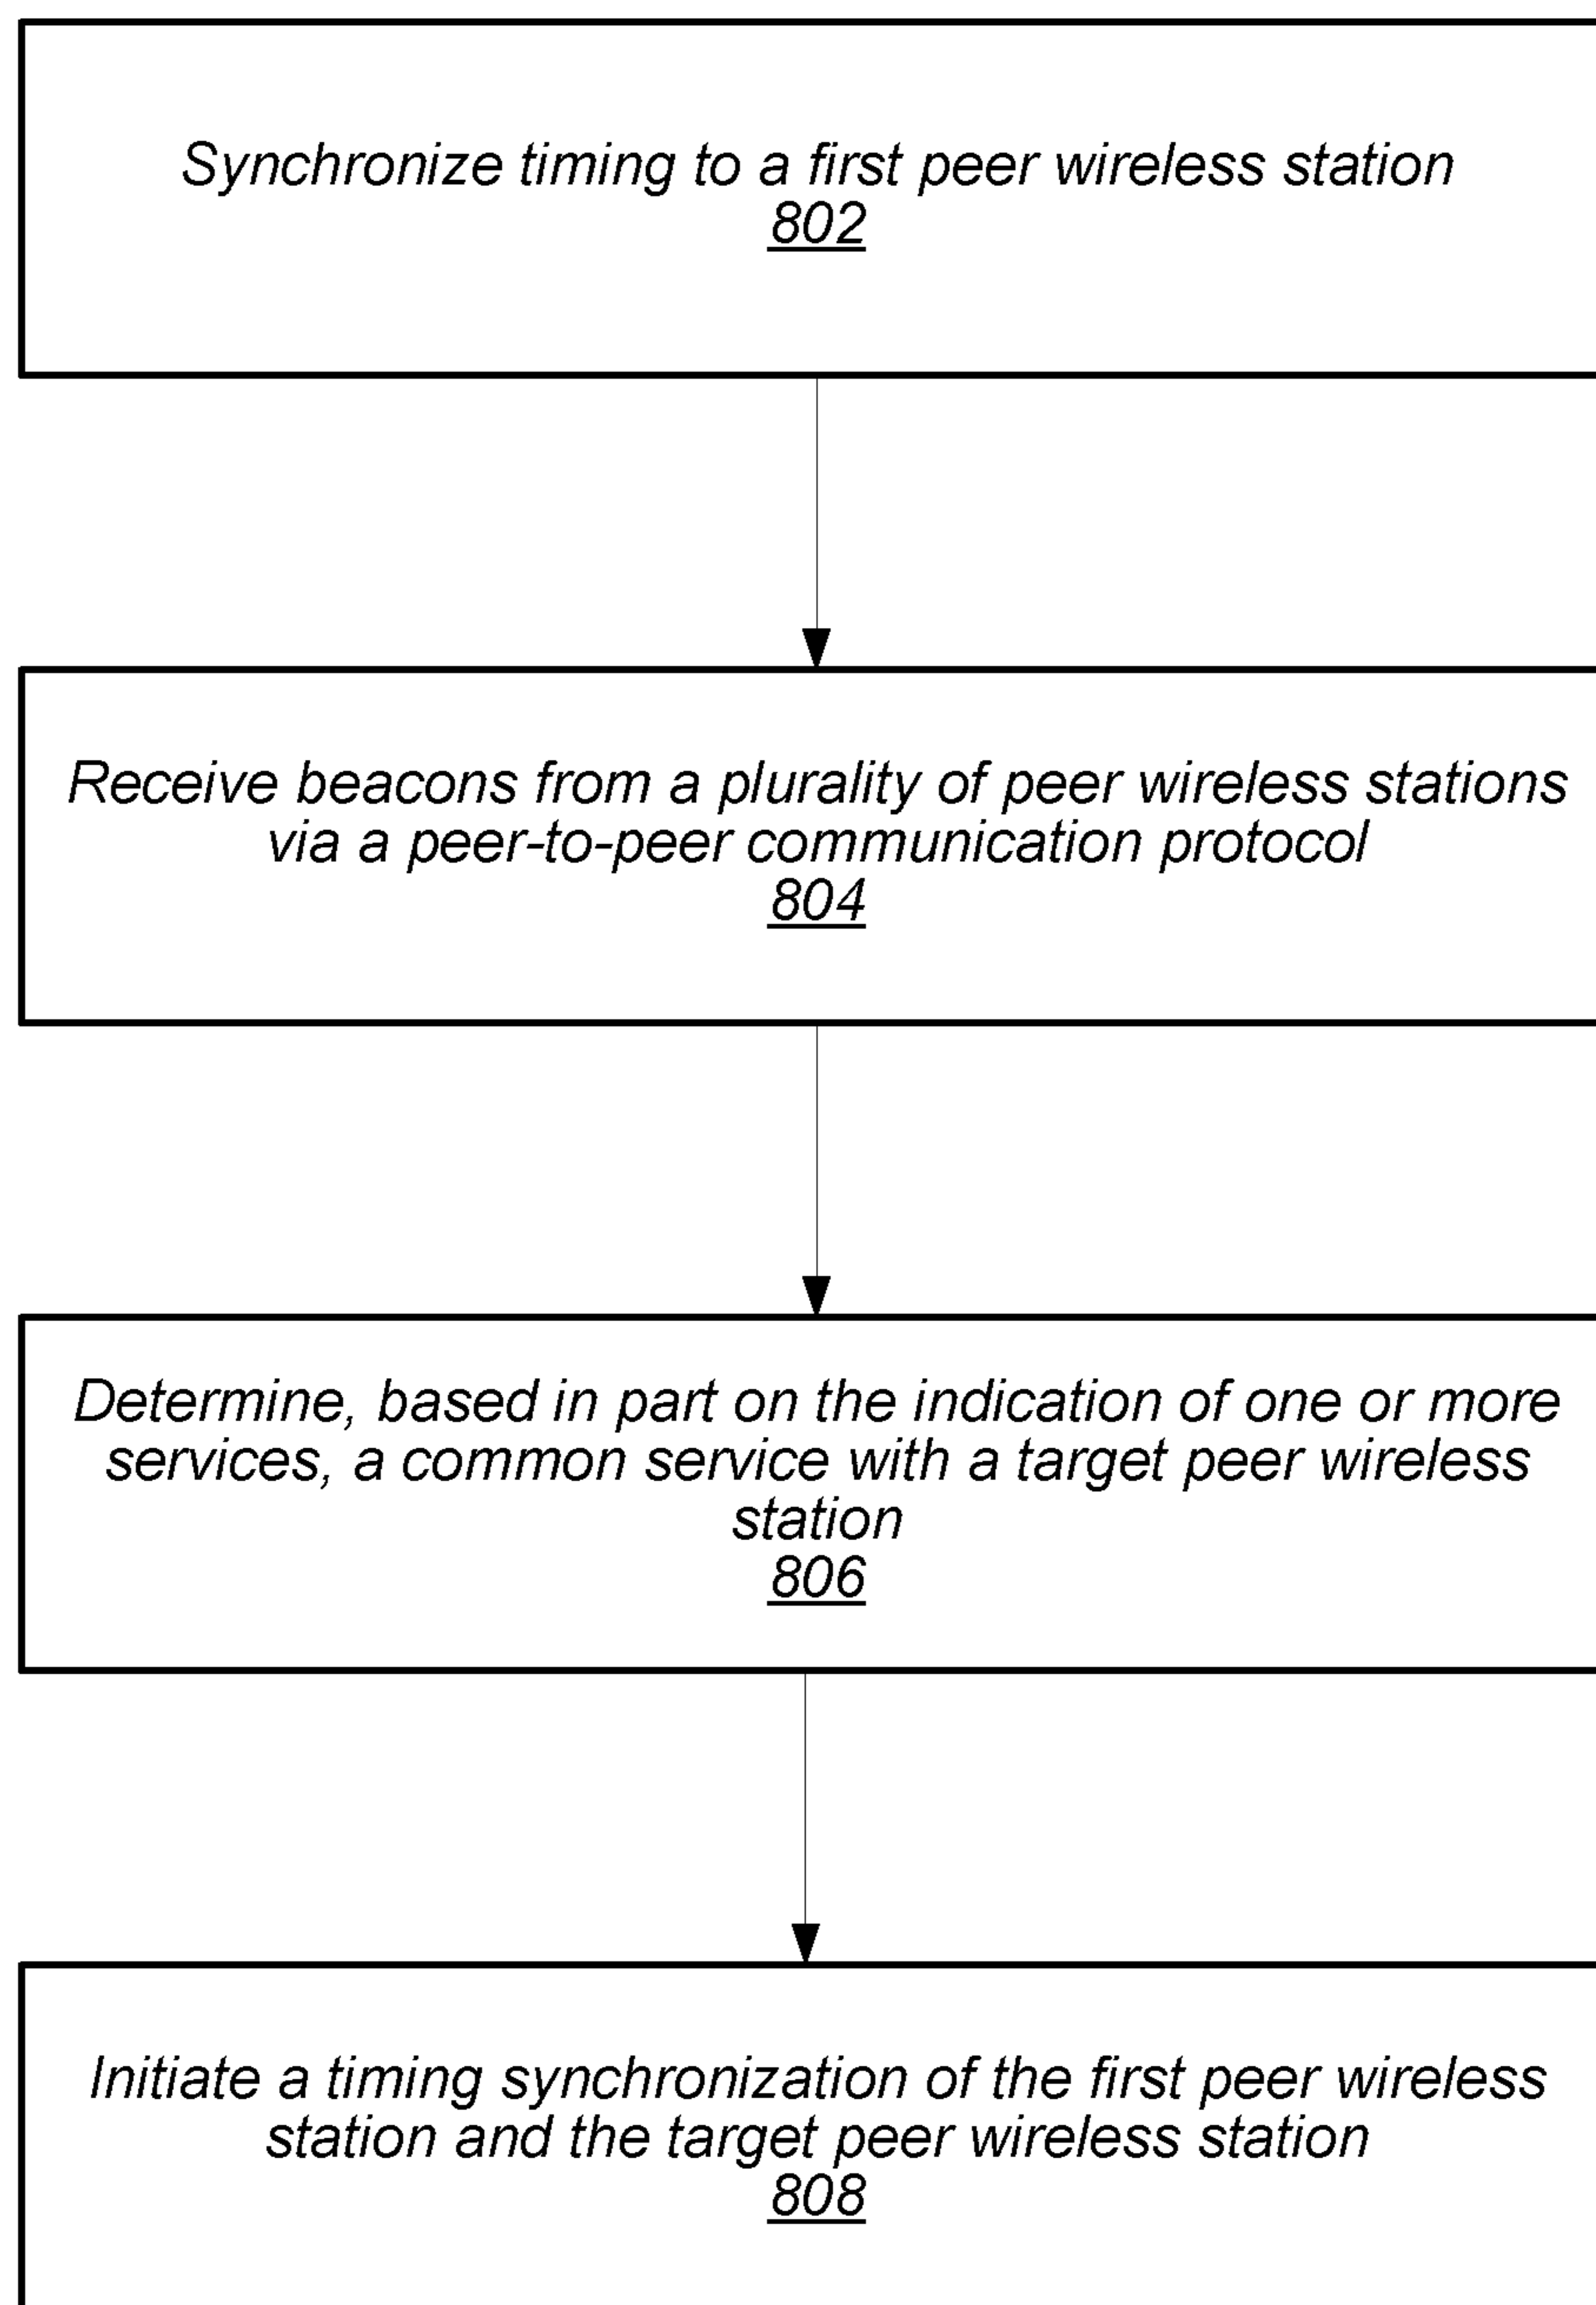 Synchronize timing to a first peer wireless station
802
Receive beacons from a plurality of peer wireless stations
via a peer-to-peer communication protocol
804
Determine, based in part on the indication of one or more
services, a common service with a target peer wireless
station
806
Initiate a timing synchronization of the first peer wireless
station and the target peer wireless station
808